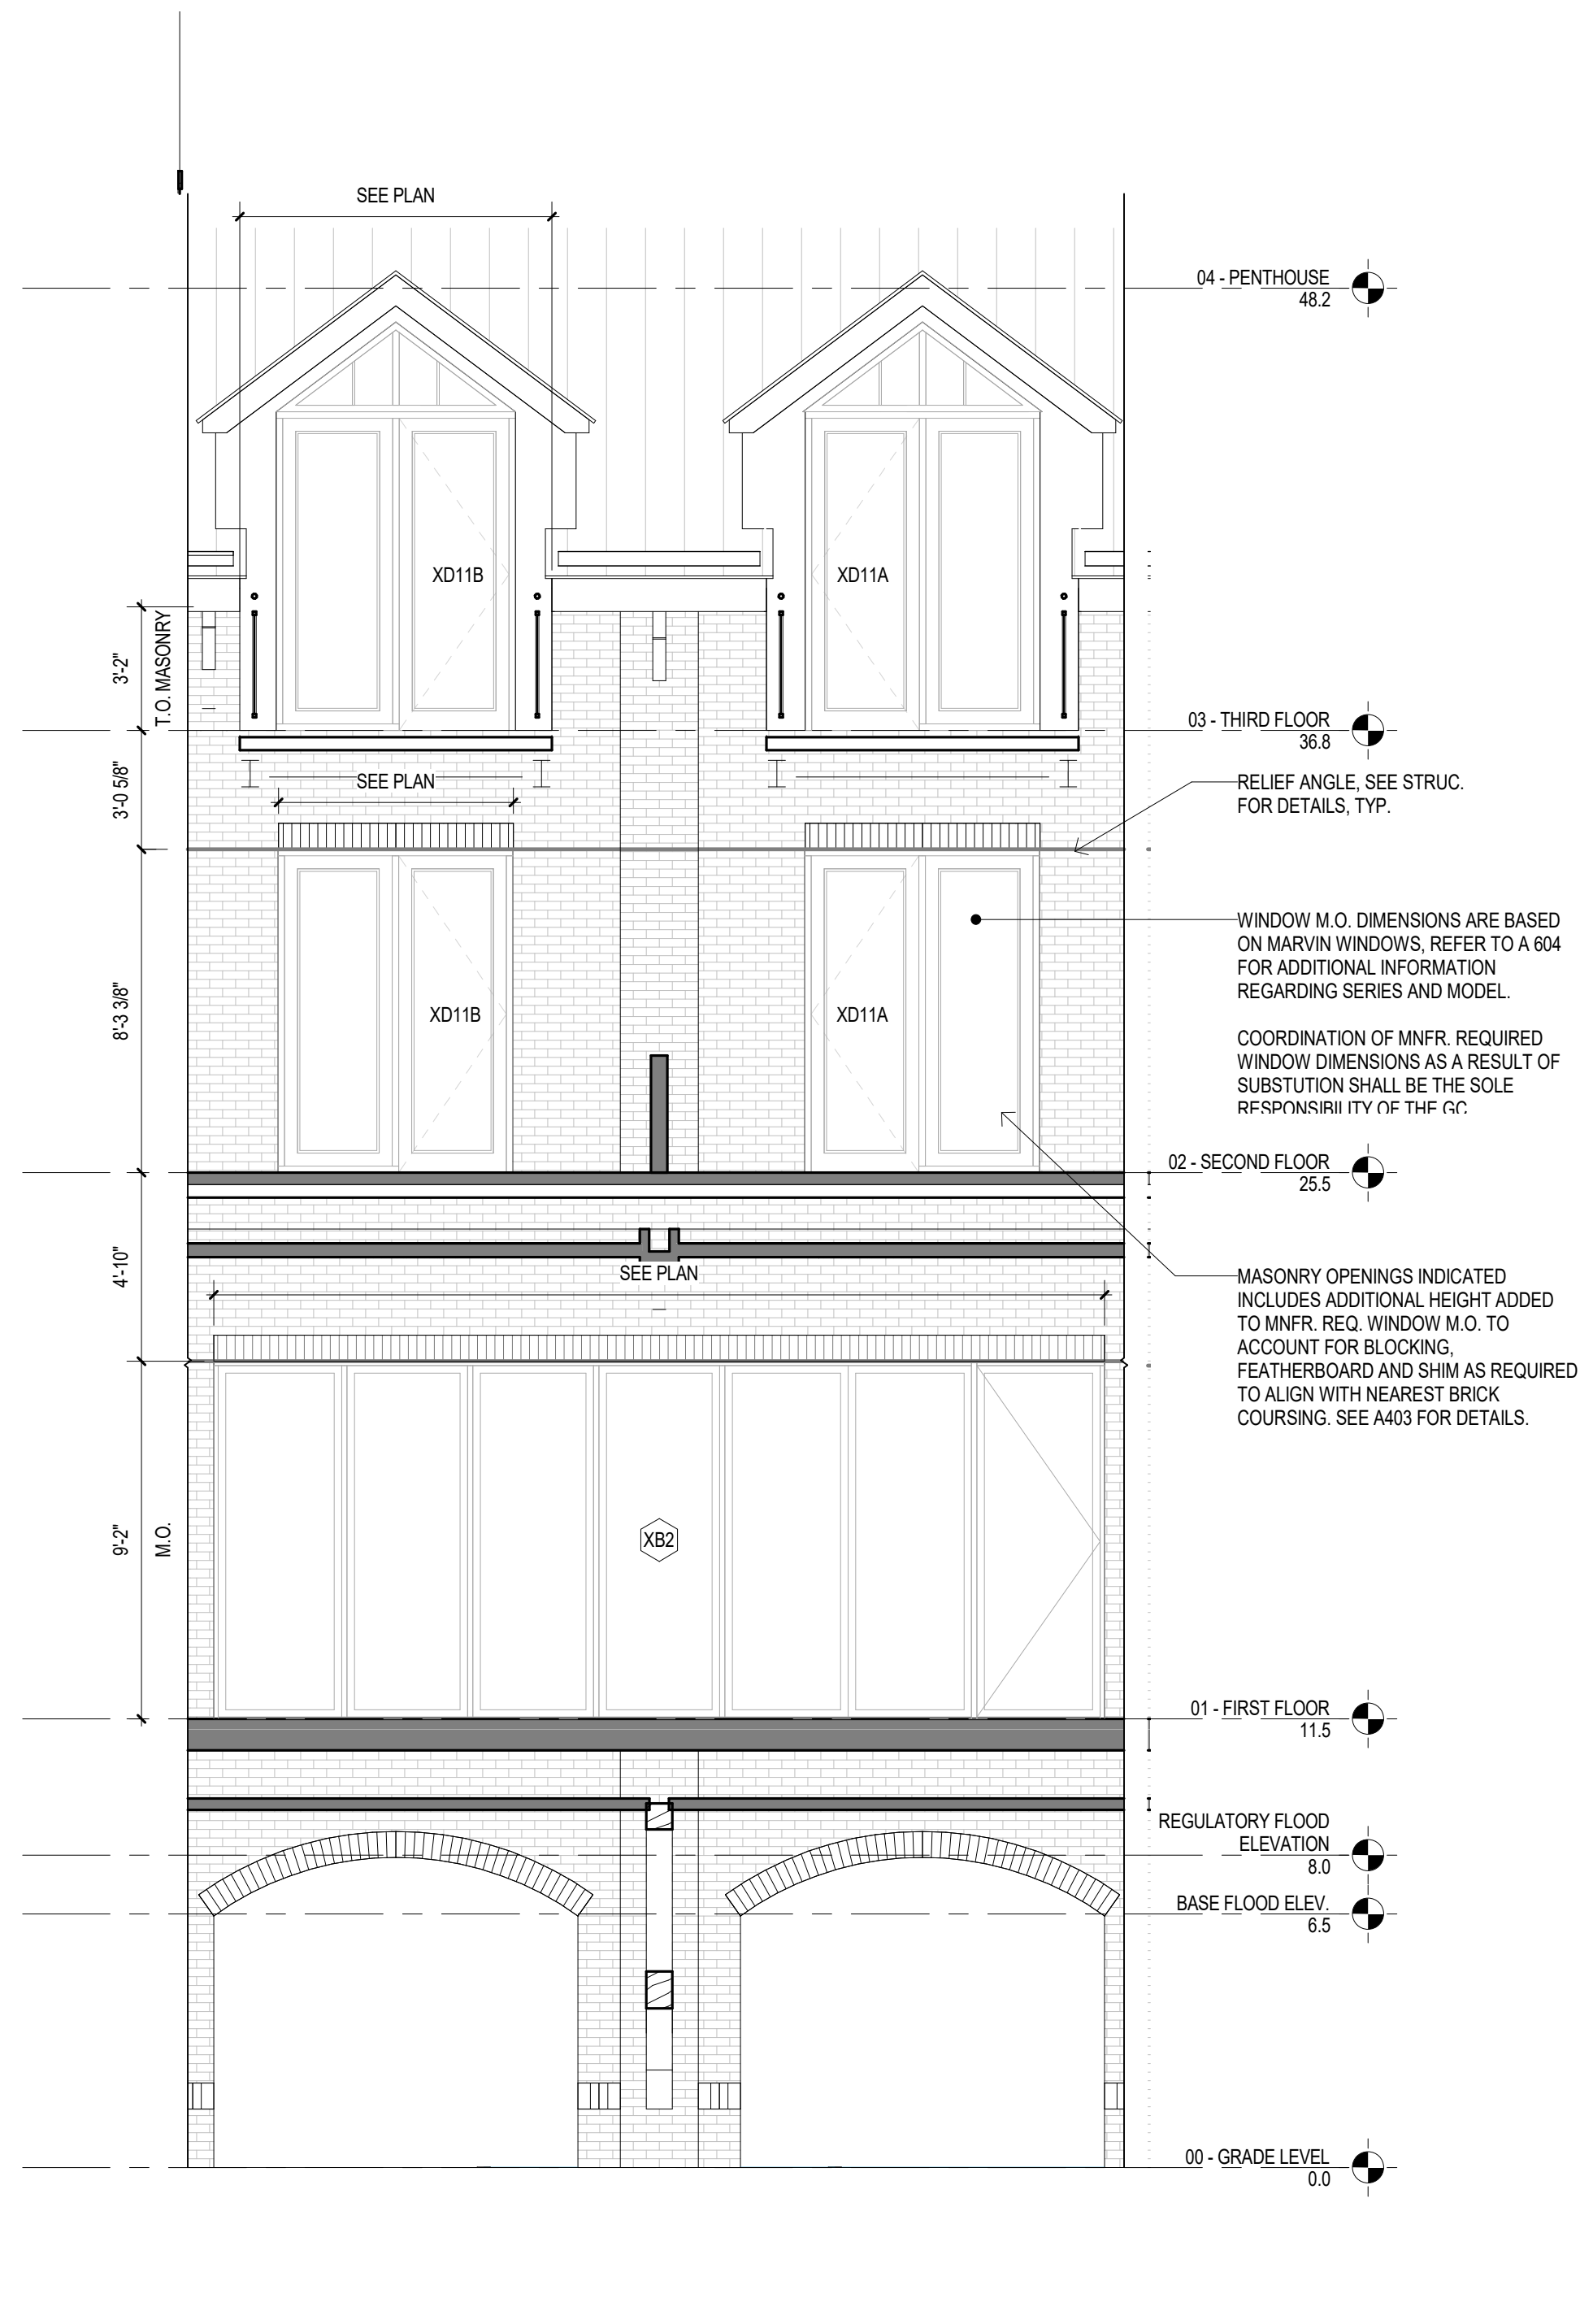 SEE PLAN
04 - PENTHOUSE
48.2
XD11B
XD11A
3'-2"
T.O. MASONRY
03 - THIRD FLOOR
36.8
3'-0 5/8"
SEE PLAN
RELIEF ANGLE, SEE STRUC.
FOR DETAILS, TYP.
8'-3 3/8"
XD11B
XD11A
WINDOW M.O. DIMENSIONS ARE BASED
ON MARVIN WINDOWS, REFER TO A 604
FOR ADDITIONAL INFORMATION
REGARDING SERIES AND MODEL.
COORDINATION OF MNFR. REQUIRED
WINDOW DIMENSIONS AS A RESULT OF
SUBSTUTION SHALL BE THE SOLE
RESPONSIBILITY OF THE GC
02 - SECOND FLOOR
25.5
4'-10"
SEE PLAN
MASONRY OPENINGS INDICATED
INCLUDES ADDITIONAL HEIGHT ADDED
TO MNFR. REQ. WINDOW M.O. TO
ACCOUNT FOR BLOCKING,
FEATHERBOARD AND SHIM AS REQUIRED
TO ALIGN WITH NEAREST BRICK
COURSING. SEE A403 FOR DETAILS.
9'-2"
M.O.
XB2
01 - FIRST FLOOR
11.5
REGULATORY FLOOD
ELEVATION
8.0
BASE FLOOD ELEV.
6.5
00 - GRADE LEVEL
0.0